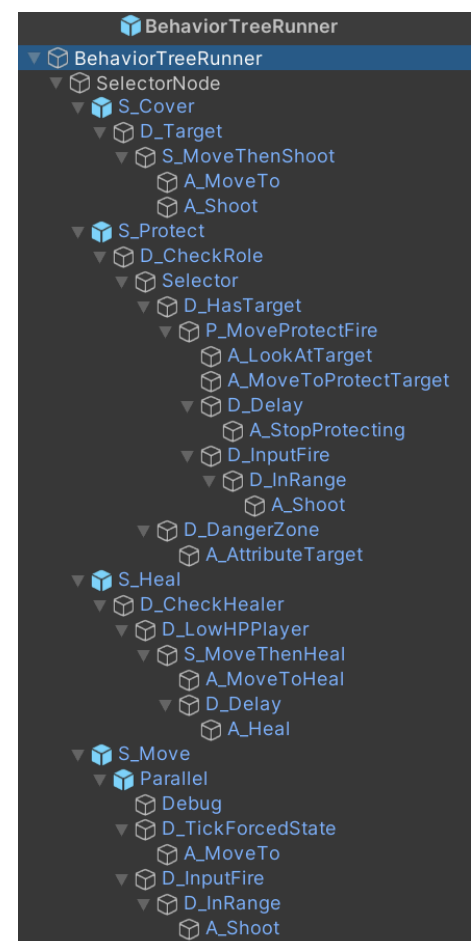 BehaviorTreeRunner
BehaviorTreeRunner
SelectorNode
S_Cover
D_Target
S_MoveThenShoot
A_MoveTo
A_Shoot
S_Protect
D_CheckRole
Selector
D_HasTarget
P_MoveProtectFire
A_LookAtTarget
A_MoveToProtectTarget
D_Delay
A_StopProtecting
D_InputFire
D_InRange
A_Shoot
D_DangerZone
A_AttributeTarget
S_Heal
D_CheckHealer
D_LowHPPlayer
S_MoveThenHeal
A_MoveToHeal
D_Delay
A_Heal
S_Move
Parallel
Debug
D_TickForcedState
A_MoveTo
D_InputFire
D_InRange
A_Shoot